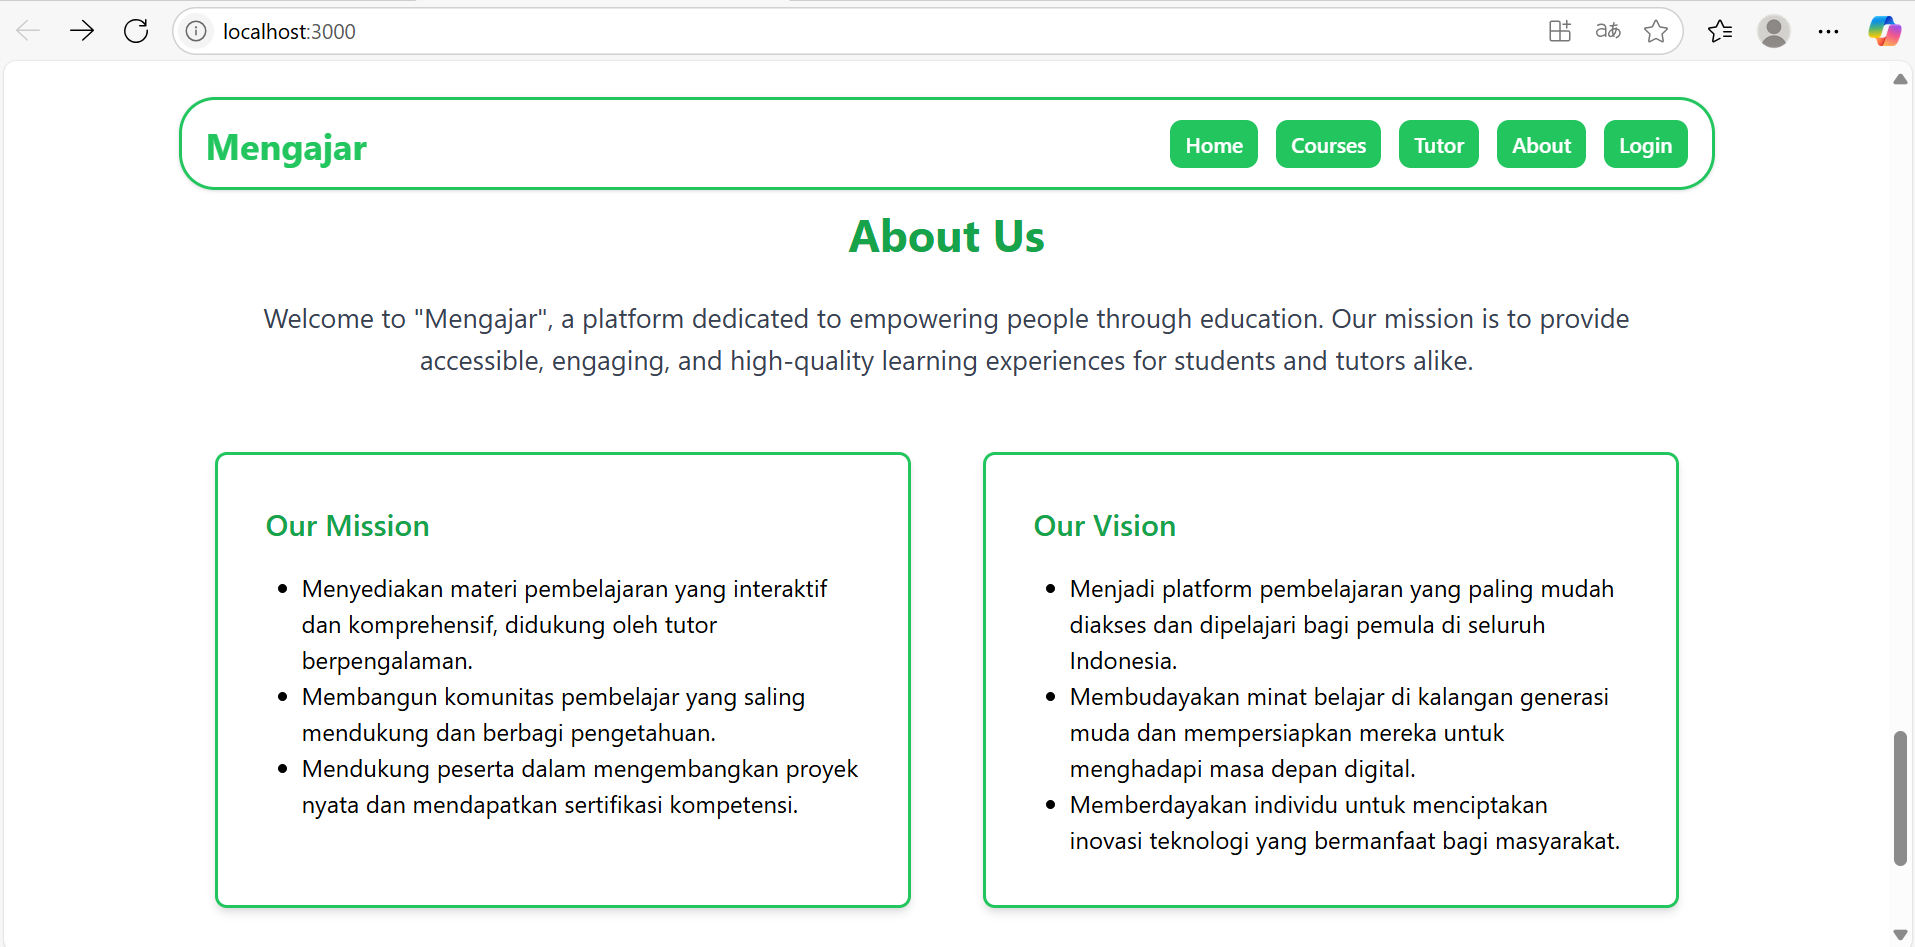 localhost:3000
Mengajar
Home Courses Tutor About Login
About Us
Welcome to "Mengajar", a platform dedicated to empowering people through education. Our mission is to provide
accessible, engaging, and high-quality learning experiences for students and tutors alike.
Our Mission
Menyediakan materi pembelajaran yang interaktif
dan komprehensif, didukung oleh tutor
berpengalaman.
Membangun komunitas pembelajar yang saling
mendukung dan berbagi pengetahuan.
Mendukung peserta dalam mengembangkan proyek
nyata dan mendapatkan sertifikasi kompetensi.
Our Vision
Menjadi platform pembelajaran yang paling mudah
diakses dan dipelajari bagi pemula di seluruh
Indonesia.
Membudayakan minat belajar di kalangan generasi
muda dan mempersiapkan mereka untuk
menghadapi masa depan digital.
Memberdayakan individu untuk menciptakan
inovasi teknologi yang bermanfaat bagi masyarakat.